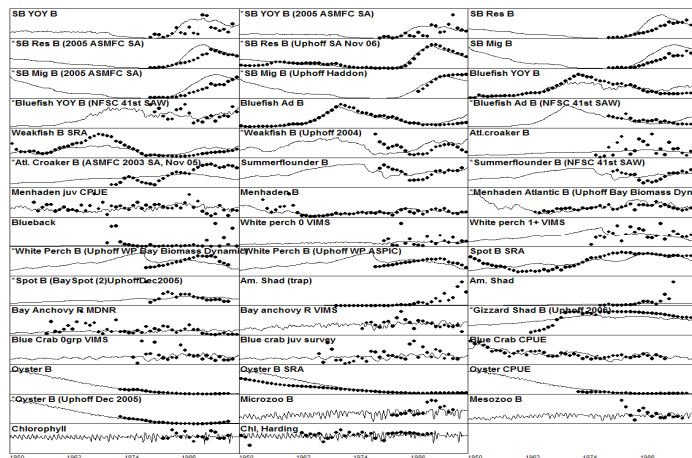 SB YOY B
*SB YOY B (2005 ASMFC SA)
SB Res B
*SB Res B (2005 ASMFC SA)
*SB Res B (Uphoff SA Nov 06)
SB Mig B
*SB Mig B (2005 ASMFC SA)
*SB Mig B (Uphoff Haddon)
Bluefish YOY B
*Bluefish YOY B (NFSC 41st SAW)
Bluefish Ad B
*Bluefish Ad B (NFSC 41st SAW)
Weakfish B SRA
*Weakfish B (Uphoff 2004)
Atl.croaker B
*Atl. Croaker B (ASMFC 2003 SA, Nov 05)
Summerflounder B
*Summerflounder B (NFSC 41st SAW)
Menhaden juv CPUE
Menhaden B
*Menhaden Atlantic B (Uphoff Bay Biomass Dyn
Blueback
White perch 0 VIMS
White perch 1+ VIMS
*White Perch B (Uphoff WP Bay Biomass Dynamic
*White Perch B (Uphoff WP ASPIC)
Spot B SRA
*Spot B (BaySpot (2)UphoffDec2005)
Am. Shad (trap)
Am. Shad
Bay Anchovy R MDNR
Bay anchovy R VIMS
*Gizzard Shad B (Uphoff 2006)
Blue Crab 0grp VIMS
Blue crab juv survey
Blue Crab CPUE
Oyster B
Oyster B SRA
Oyster CPUE
*Oyster B (Uphoff Dec 2005)
Microzoo B
Mesozoo B
Chlorophyll
Chl, Harding
1950 1962 1974 1986 1950 1962 1974 1986 1950 1962 1974 1986